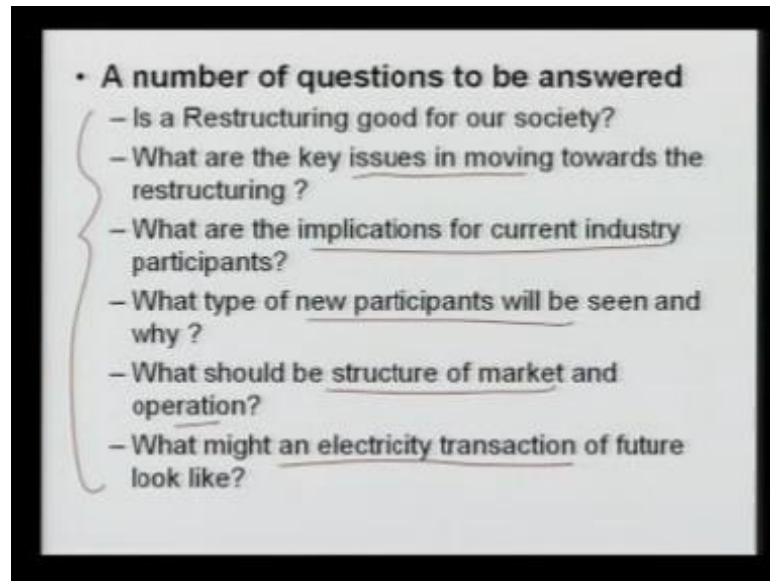 • A number of questions to be answered
– Is a Restructuring good for our society?
– What are the key issues in moving towards the
restructuring ?
– What are the implications for current industry
participants?
– What type of new participants will be seen and
why ?
– What should be structure of market and
operation?
– What might an electricity transaction of future
look like?